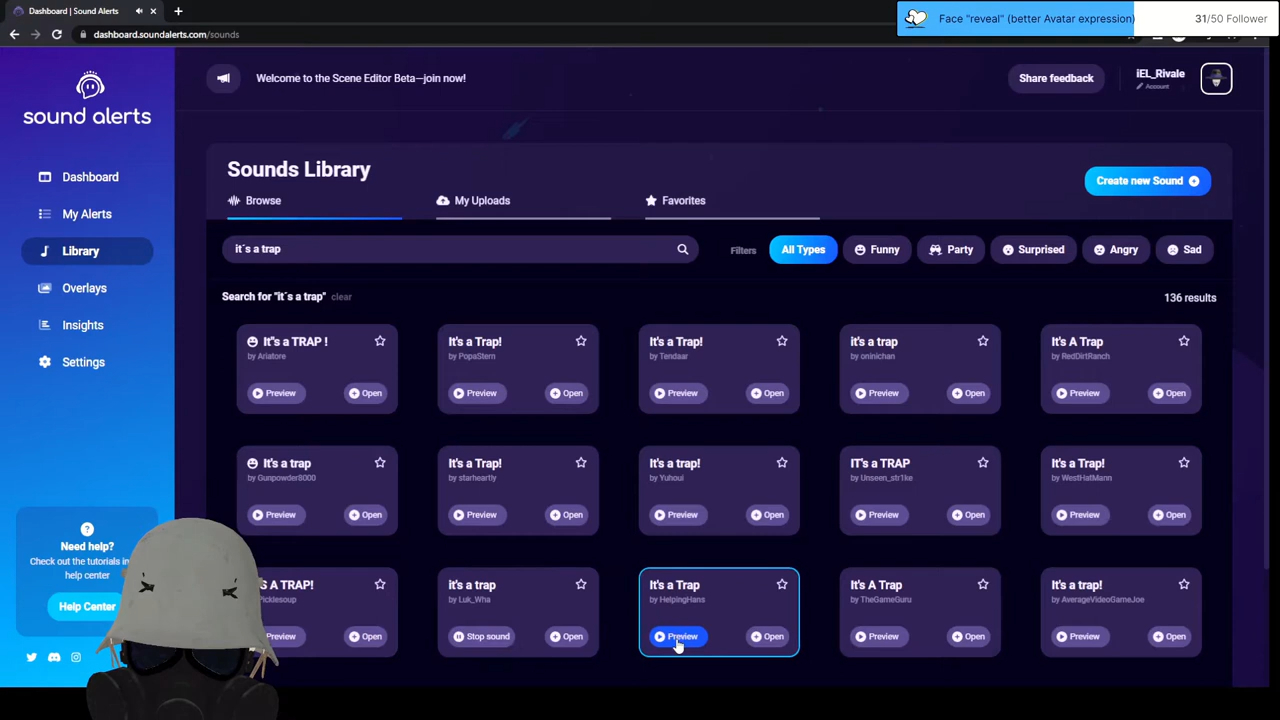 Dashboard | Sound Alerts
dashboard.soundalerts.com/sounds
Face "reveal" (better Avatar expression)
31/50 Follower
sound alerts
Welcome to the Scene Editor Beta—join now!
Share feedback
iEL_Rivale
Account
Dashboard
My Alerts
Library
Overlays
Insights
Settings
Sounds Library
Create new Sound
Browse
My Uploads
Favorites
it´s a trap
Filters
All Types
Funny
Party
Surprised
Angry
Sad
Search for "it´s a trap" clear
136 results
It"s a TRAP !
by Ariatore
Preview
Open
It's a Trap!
by PopaStern
Preview
Open
It's a Trap!
by Tendaar
Preview
Open
it's a trap
by oninichan
Preview
Open
It's A Trap
by RedDirtRanch
Preview
Open
It's a trap
by Gunpowder8000
Preview
Open
It's a Trap!
by starheartly
Preview
Open
It's a trap!
by Yuhoui
Preview
Open
IT's a TRAP
by Unseen_str1ke
Preview
Open
It's a Trap!
by WestHatMann
Preview
Open
S A TRAP!
Picklesoup
Preview
Open
it's a trap
by Luk_Wha
Stop sound
Open
It's a Trap
by HelpingHans
Preview
Open
It's A Trap
by TheGameGuru
Preview
Open
It's a trap!
by AverageVideoGameJoe
Preview
Open
Need help?
Check out the tutorials in
help center
Help Center